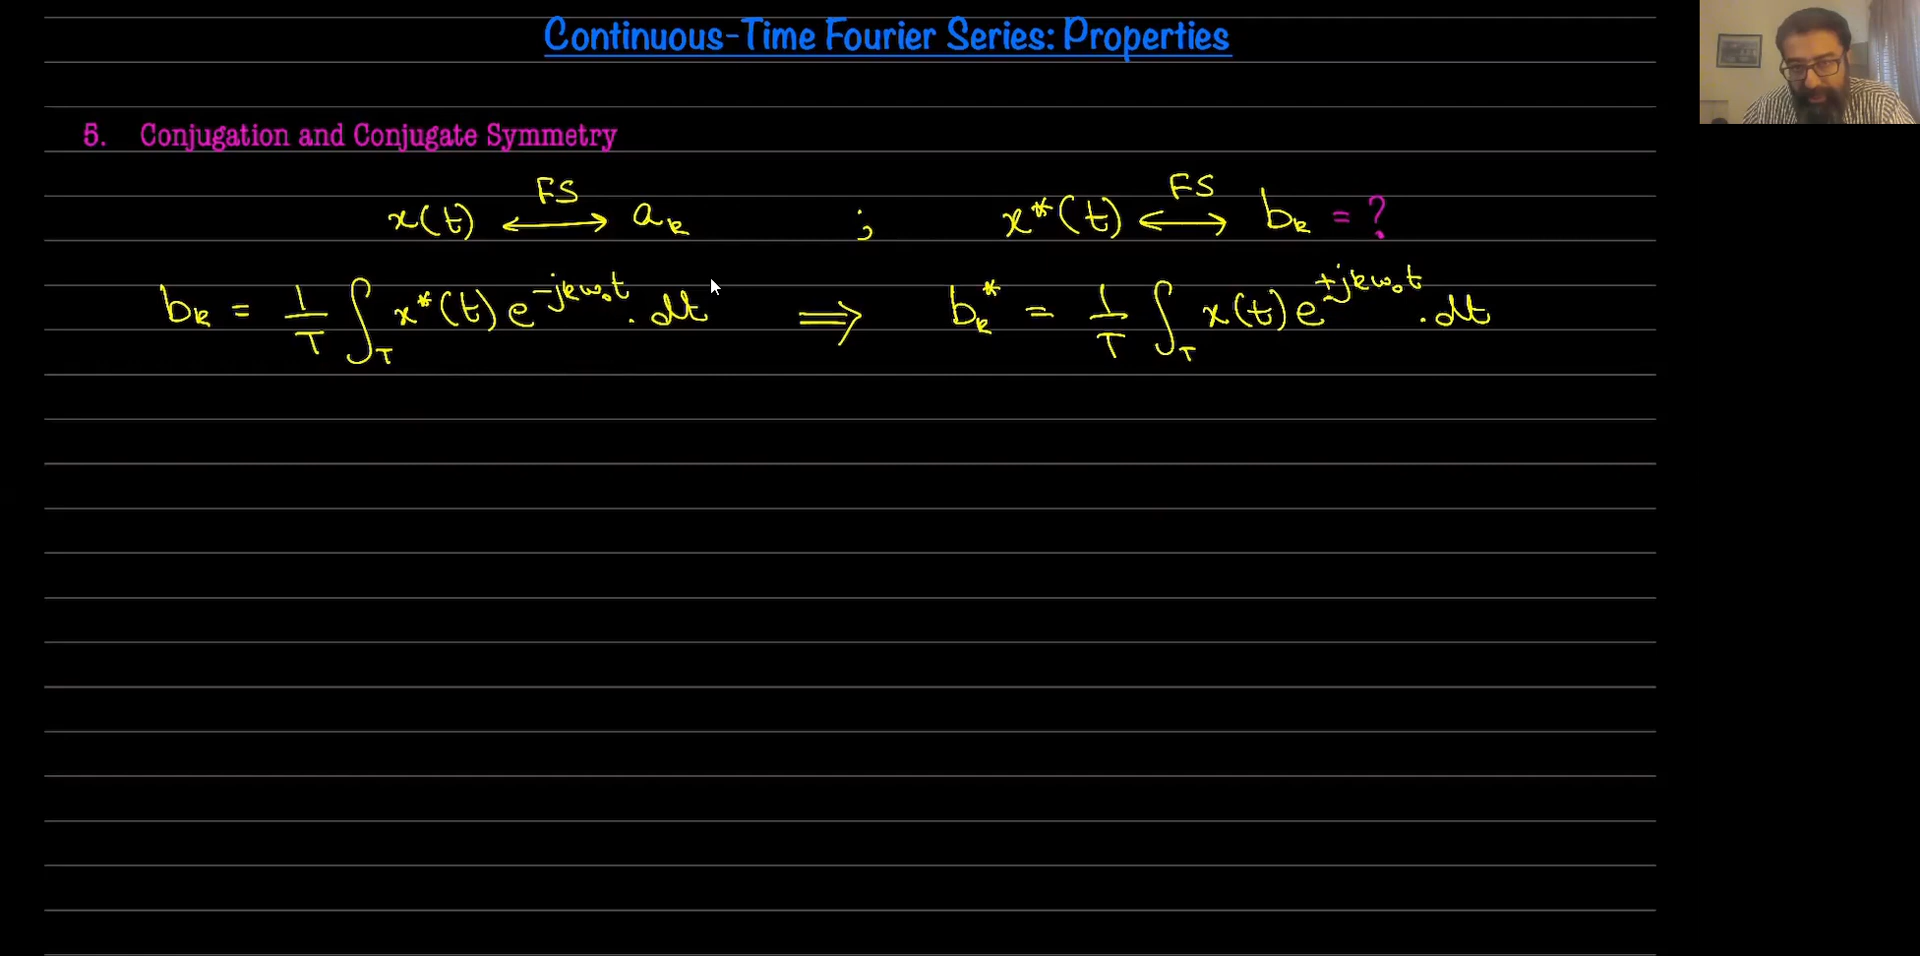 Continuous-Time Fourier Series: Properties
5. Conjugation and Conjugate Symmetry
x(t) ⟷^{FS} a_k ; x*(t) ⟷^{FS} b_k = ?
b_k = 1/T ∫_T x*(t) e^{-jkω₀t} . dt ⟹ b_k^* = 1/T ∫_T x(t) e^{+jkω₀t} . dt